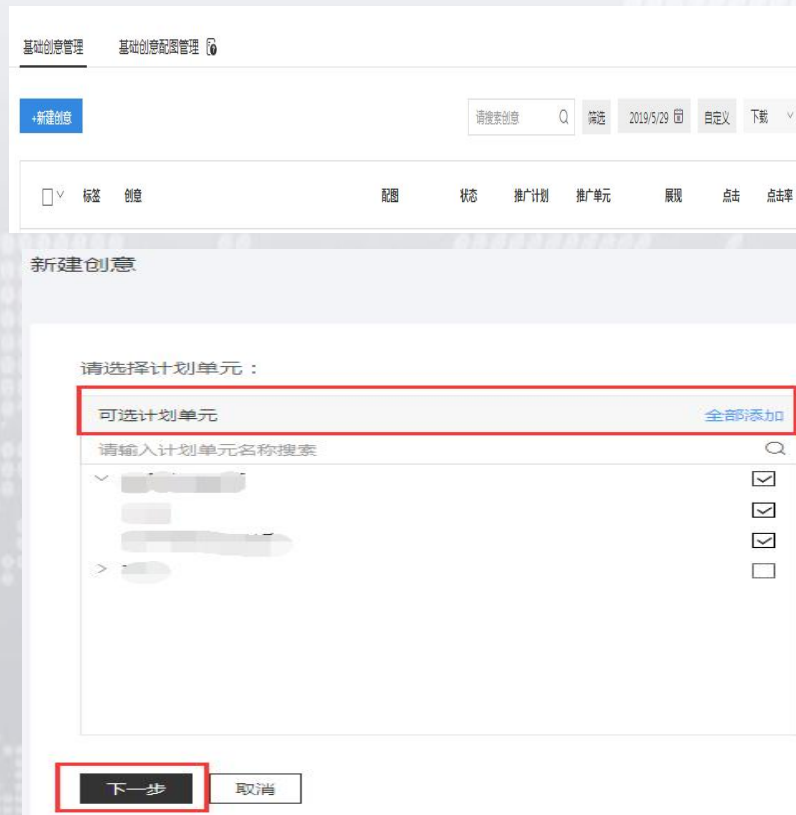 基础创意管理 基础创意配图管理
+新建创意 请搜索创意 筛选 2019/5/29 自定义 下载
标签 创意 配图 状态 推广计划 推广单元 展现 点击 点击率
新建创意
请选择计划单元：
可选计划单元 全部添加
请输入计划单元名称搜索
下一步 取消